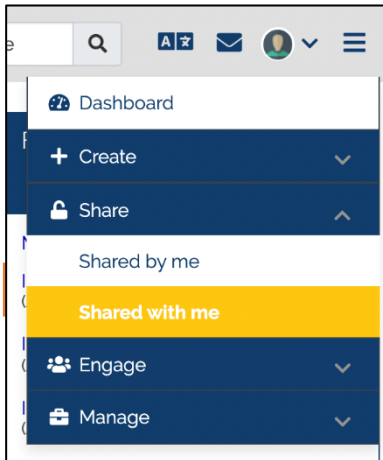 e
A
Dashboard
F
Create
Share
Shared by me
Shared with me
Engage
Manage